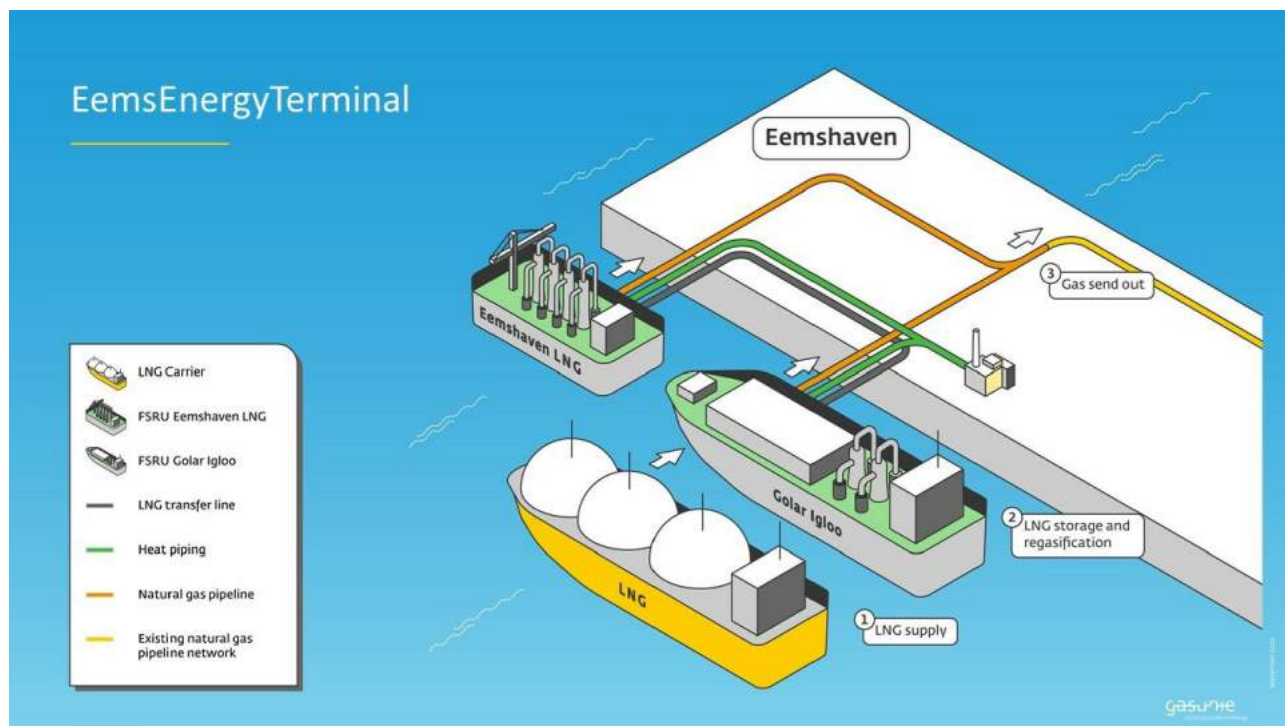 EemsEnergyTerminal
Eemshaven
3
Gas send out
Eemshaven LNG
Golar Igloo
2
LNG storage and
regasification
LNG
1
LNG supply
LNG Carrier
FSRU Eemshaven LNG
FSRU Golar Igloo
LNG transfer line
Heat piping
Natural gas pipeline
Existing natural gas
pipeline network
gasunie